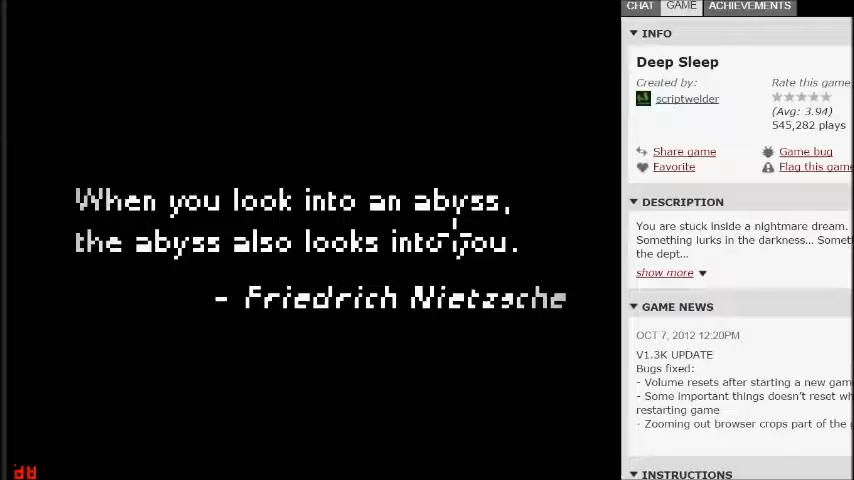 When you look into an abyss,
the abyss also looks into you.
- Friedrich Nietzsche
CHAT GAME ACHIEVEMENTS
INFO
Deep Sleep
Created by:
scriptwelder
Rate this game
(Avg: 3.94)
545,282 plays
Share game
Game bug
Favorite
Flag this game
DESCRIPTION
You are stuck inside a nightmare dream.
Something lurks in the darkness... Somet
the dept...
show more
GAME NEWS
OCT 7, 2012 12:20PM
V1.3K UPDATE
Bugs fixed:
- Volume resets after starting a new gam
- Some important things doesn't reset wh
restarting game
- Zooming out browser crops part of the g
INSTRUCTIONS